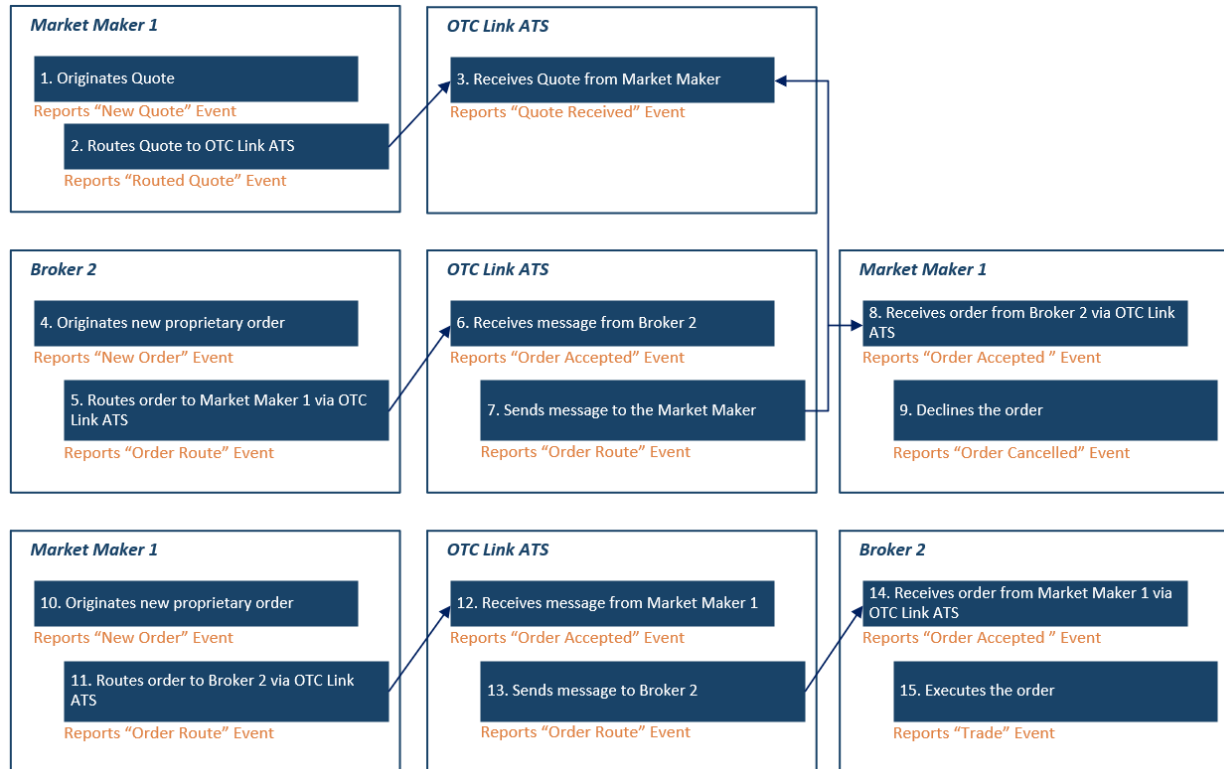 Market Maker 1
1. Originates Quote
Reports “New Quote” Event
2. Routes Quote to OTC Link ATS
Reports “Routed Quote” Event
OTC Link ATS
3. Receives Quote from Market Maker
Reports “Quote Received” Event
Broker 2
4. Originates new proprietary order
Reports “New Order” Event
5. Routes order to Market Maker 1 via OTC
Link ATS
Reports “Order Route” Event
OTC Link ATS
6. Receives message from Broker 2
Reports “Order Accepted” Event
7. Sends message to the Market Maker
Reports “Order Route” Event
Market Maker 1
8. Receives order from Broker 2 via OTC Link
ATS
Reports “Order Accepted ” Event
9. Declines the order
Reports “Order Cancelled” Event
Market Maker 1
10. Originates new proprietary order
Reports “New Order” Event
11. Routes order to Broker 2 via OTC Link
ATS
Reports “Order Route” Event
OTC Link ATS
12. Receives message from Market Maker 1
Reports “Order Accepted” Event
13. Sends message to Broker 2
Reports “Order Route” Event
Broker 2
14. Receives order from Market Maker 1 via
OTC Link ATS
Reports “Order Accepted ” Event
15. Executes the order
Reports “Trade” Event